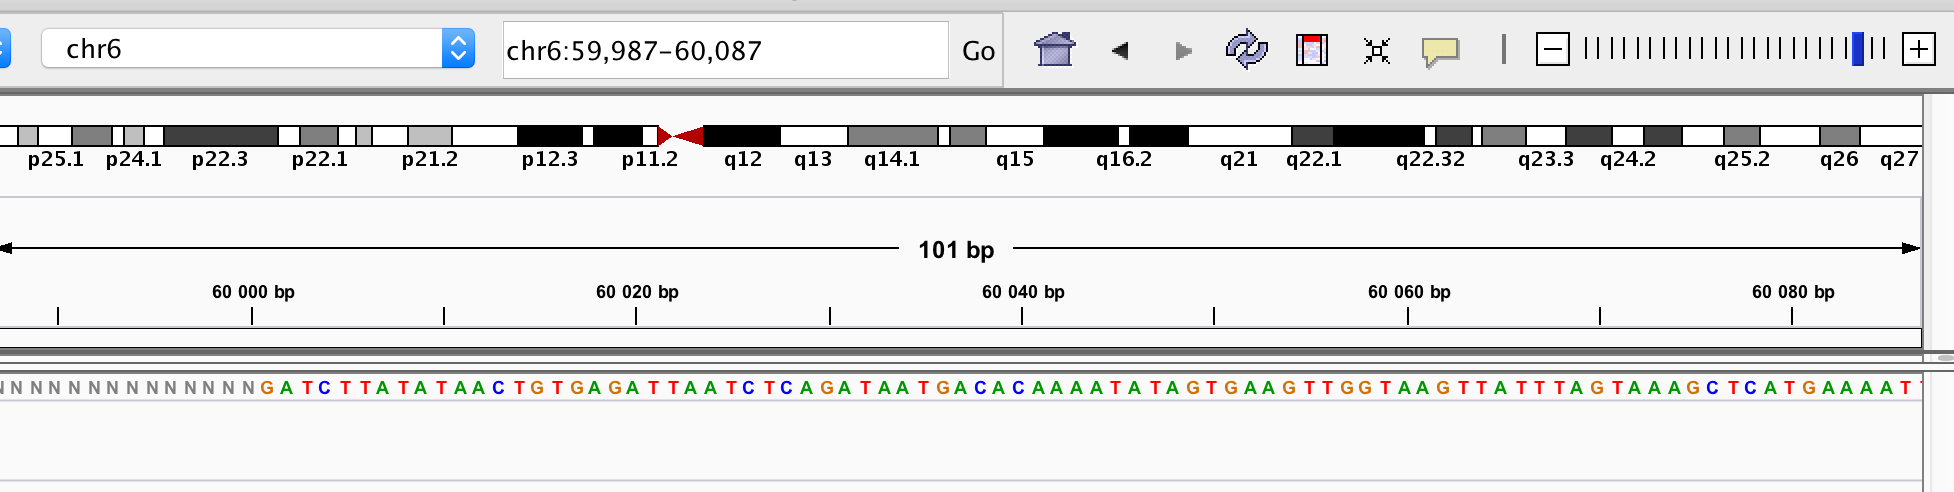 chr6
chr6:59,987-60,087
Go
p25.1 p24.1 p22.3 p22.1 p21.2 p12.3 p11.2 q12 q13 q14.1 q15 q16.2 q21 q22.1 q22.32 q23.3 q24.2 q25.2 q26 q27
101 bp
60 000 bp 60 020 bp 60 040 bp 60 060 bp 60 080 bp
N N N N N N N N N N N N N N G A T C T T A T A T A A C T G T G A G A T T A A T C T C A G A T A A T G A C A C A A A A T A T A G T G A A G T T G G T A A G T T A T T T A G T A A A G C T C A T G A A A A T